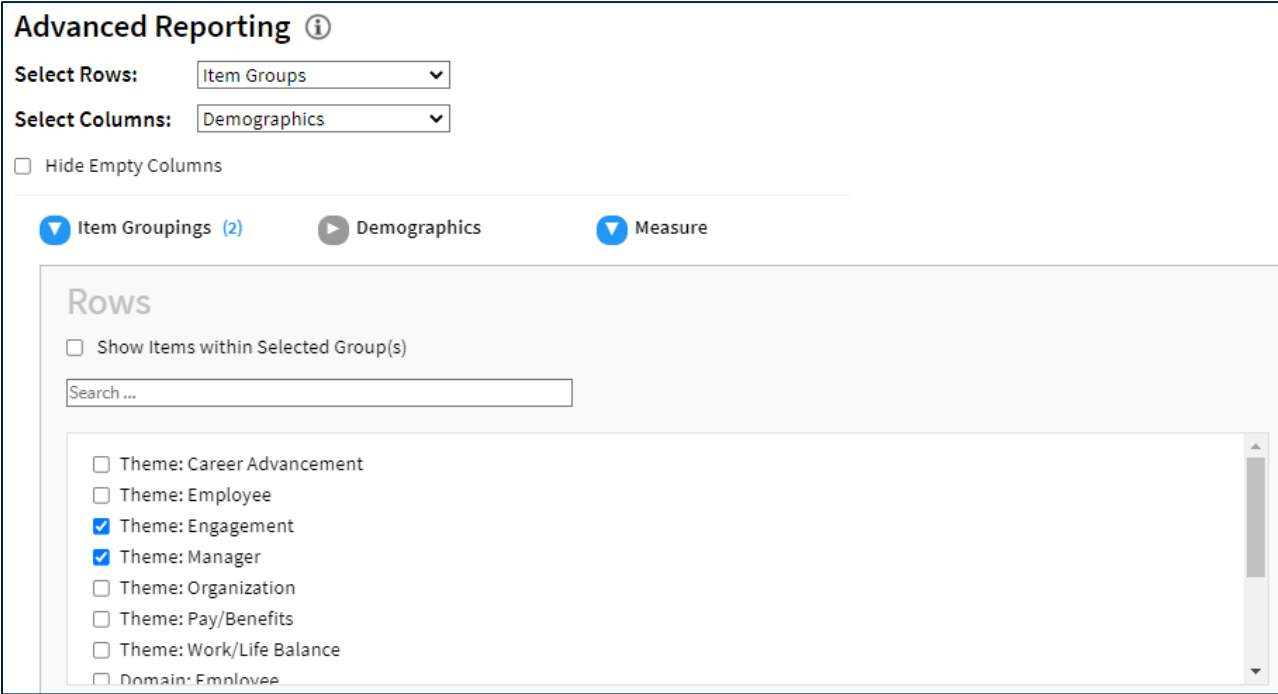 Advanced Reporting
Select Rows: Item Groups
Select Columns: Demographics
Hide Empty Columns
Item Groupings (2) Demographics Measure
Rows
Show Items within Selected Group(s)
Search ...
Theme: Career Advancement
Theme: Employee
Theme: Engagement
Theme: Manager
Theme: Organization
Theme: Pay/Benefits
Theme: Work/Life Balance
Domain: Employee